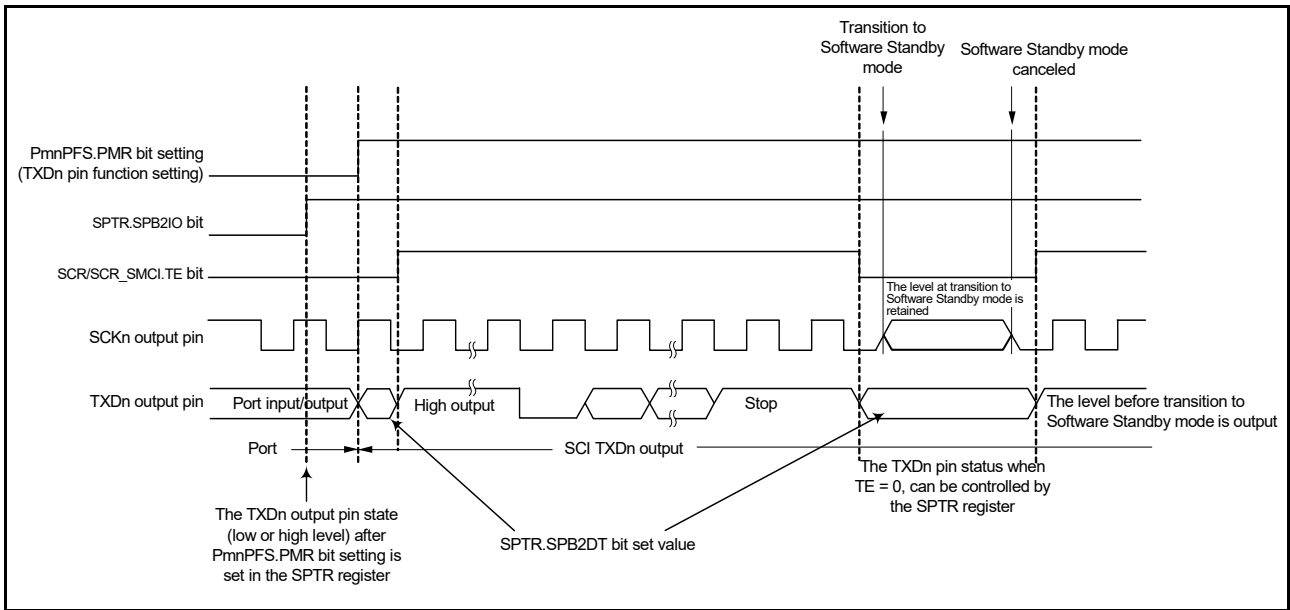 Transition to
Software Standby
mode
Software Standby mode
canceled
PmnPFS.PMR bit setting
(TXDn pin function setting)
SPTR.SPB2IO bit
SCR/SCR_SMCI.TE bit
The level at transition to
Software Standby mode is
retained
SCKn output pin
TXDn output pin
Port input/output
High output
Stop
The level before transition to
Software Standby mode is output
Port
SCI TXDn output
The TXDn pin status when
TE = 0, can be controlled by
the SPTR register
The TXDn output pin state
(low or high level) after
PmnPFS.PMR bit setting is
set in the SPTR register
SPTR.SPB2DT bit set value